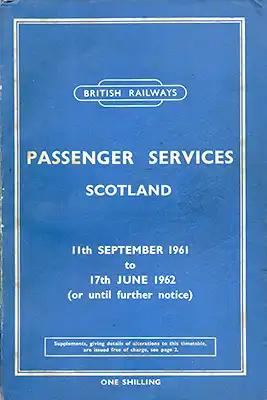 BRITISH RAILWAYS
PASSENGER SERVICES
SCOTLAND
11th SEPTEMBER 1961
to
17th JUNE 1962
(or until further notice)
Supplements, giving details of alterations to this timetable,
are issued free of charge, see page 2.
ONE SHILLING